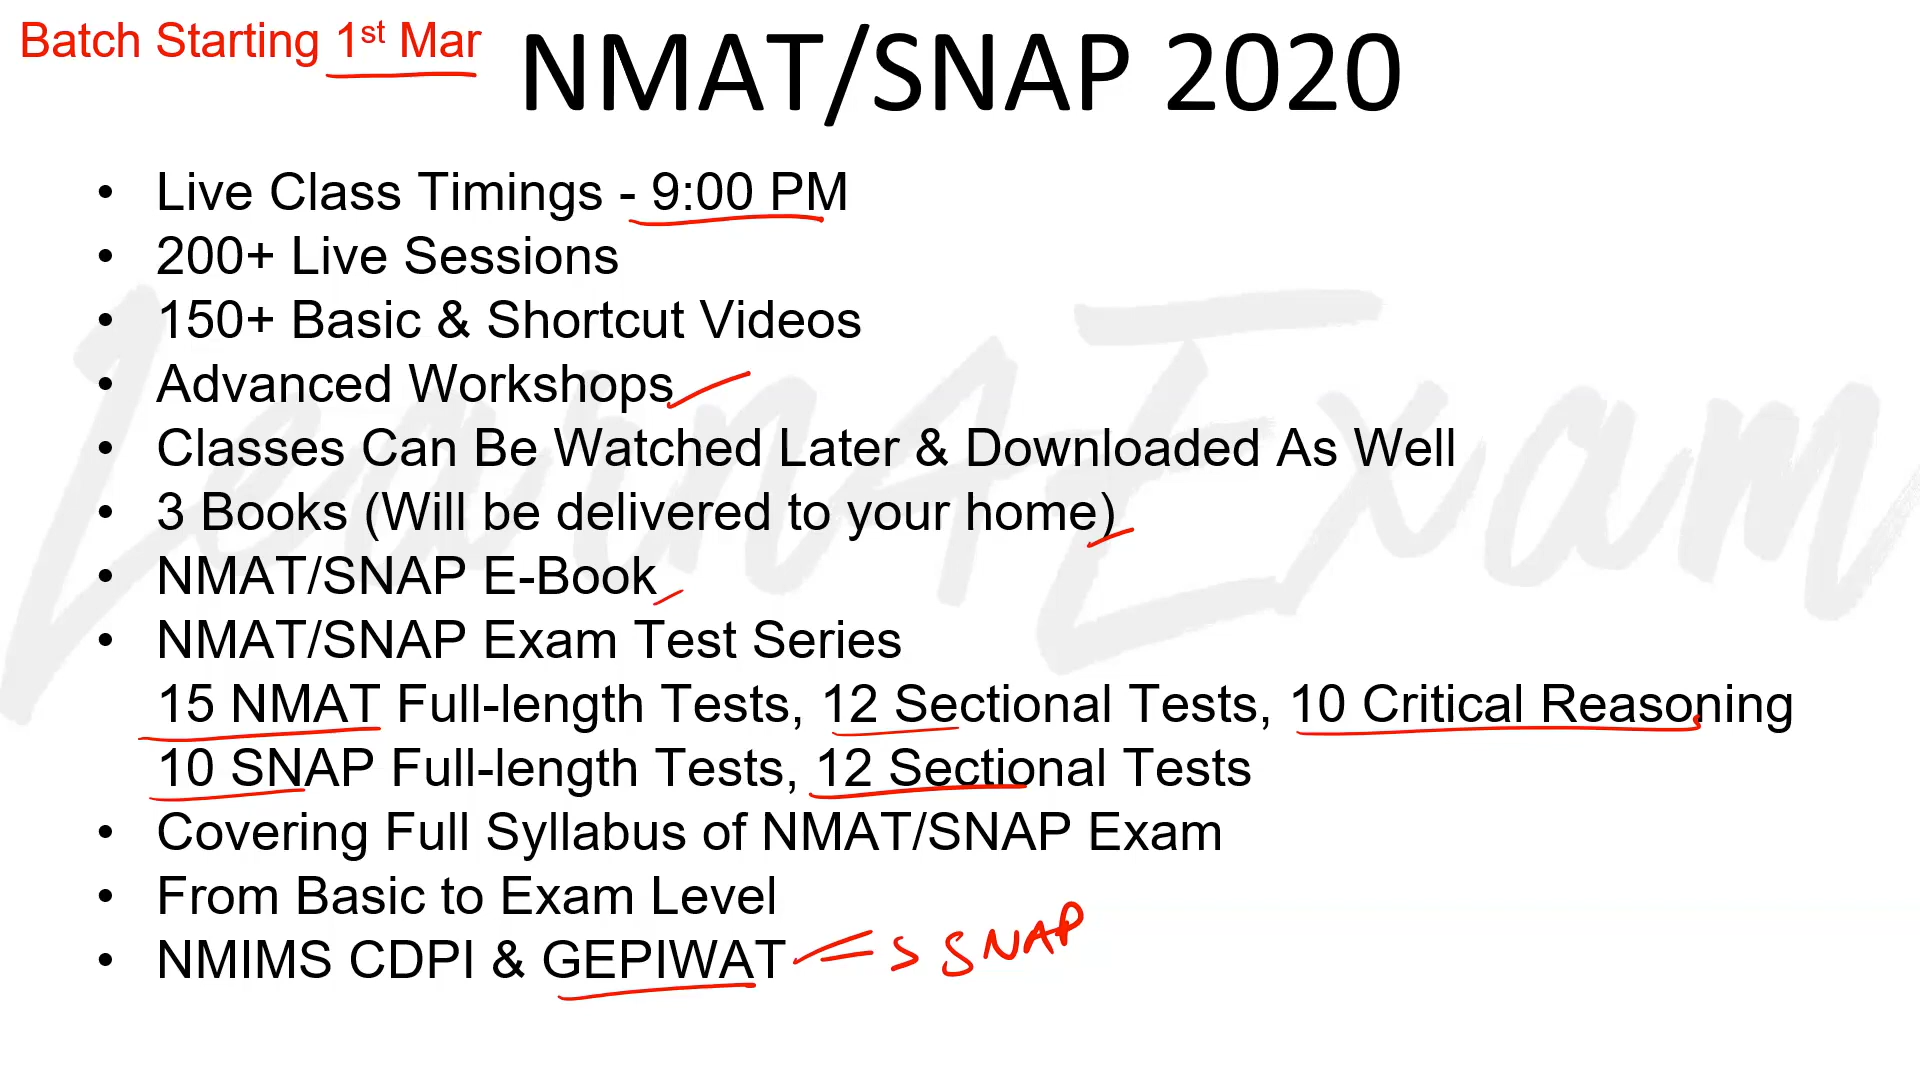 Batch Starting 1st Mar
NMAT/SNAP 2020
• Live Class Timings - 9:00 PM
• 200+ Live Sessions
• 150+ Basic & Shortcut Videos
• Advanced Workshops
• Classes Can Be Watched Later & Downloaded As Well
• 3 Books (Will be delivered to your home)
• NMAT/SNAP E-Book
• NMAT/SNAP Exam Test Series
15 NMAT Full-length Tests, 12 Sectional Tests, 10 Critical Reasoning
10 SNAP Full-length Tests, 12 Sectional Tests
• Covering Full Syllabus of NMAT/SNAP Exam
• From Basic to Exam Level
• NMIMS CDPI & GEPIWAT => SNAP
Learn4Exam